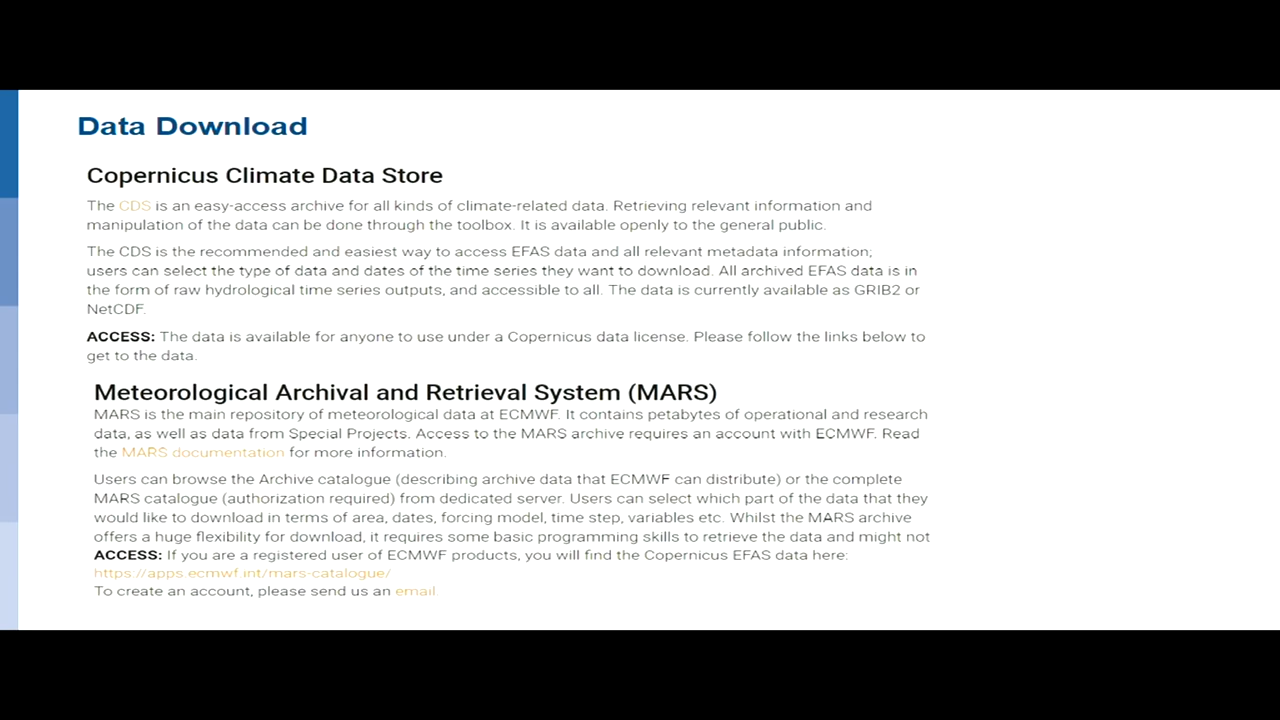 Data Download
Copernicus Climate Data Store
The CDS is an easy-access archive for all kinds of climate-related data. Retrieving relevant information and
manipulation of the data can be done through the toolbox. It is available openly to the general public.
The CDS is the recommended and easiest way to access EFAS data and all relevant metadata information;
users can select the type of data and dates of the time series they want to download. All archived EFAS data is in
the form of raw hydrological time series outputs, and accessible to all. The data is currently available as GRIB2 or
NetCDF.
ACCESS: The data is available for anyone to use under a Copernicus data license. Please follow the links below to
get to the data.
Meteorological Archival and Retrieval System (MARS)
MARS is the main repository of meteorological data at ECMWF. It contains petabytes of operational and research
data, as well as data from Special Projects. Access to the MARS archive requires an account with ECMWF. Read
the MARS documentation for more information.
Users can browse the Archive catalogue (describing archive data that ECMWF can distribute) or the complete
MARS catalogue (authorization required) from dedicated server. Users can select which part of the data that they
would like to download in terms of area, dates, forcing model, time step, variables etc. Whilst the MARS archive
offers a huge flexibility for download, it requires some basic programming skills to retrieve the data and might not
ACCESS: If you are a registered user of ECMWF products, you will find the Copernicus EFAS data here:
https://apps.ecmwf.int/mars-catalogue/
To create an account, please send us an email